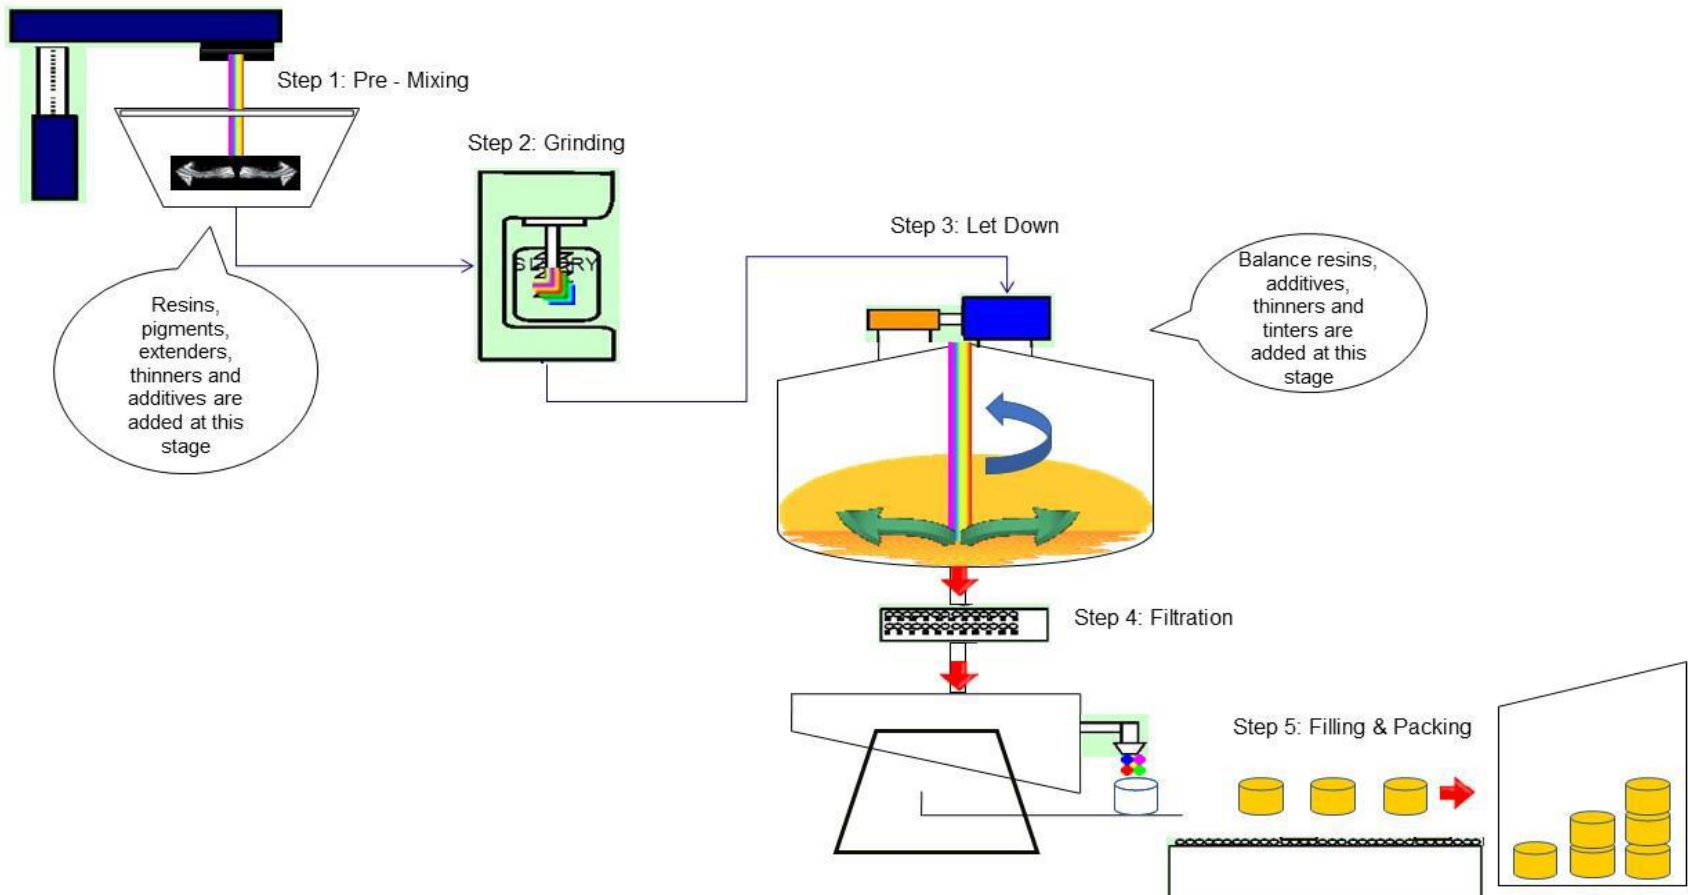 Step 1: Pre - Mixing
Step 2: Grinding
Step 3: Let Down
Balance resins,
additives,
thinners and
tinters are
added at this
stage
Resins,
pigments,
extenders,
thinners and
additives are
added at this
stage
Step 4: Filtration
Step 5: Filling & Packing